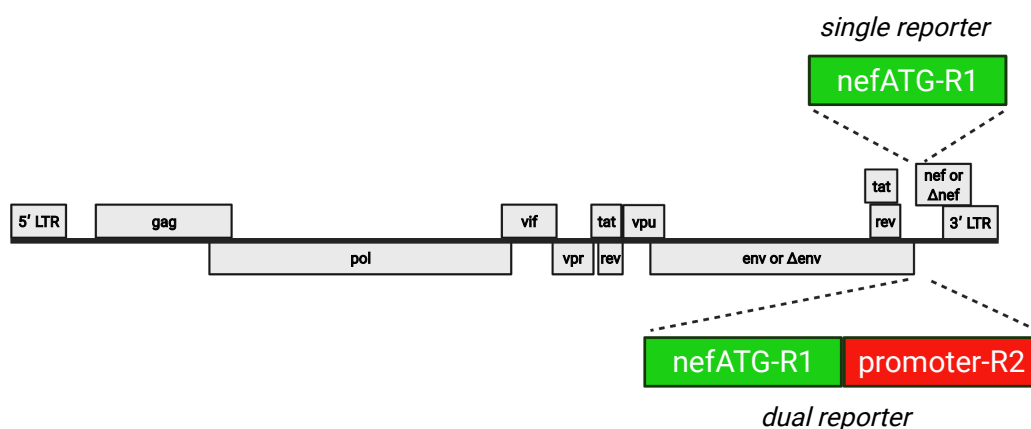 single reporter
nefATG-R1
nef or
Δnef
tat
5' LTR
gag
vif
tat
vpu
rev
3' LTR
pol
vpr
rev
env or Δenv
nefATG-R1
promoter-R2
dual reporter